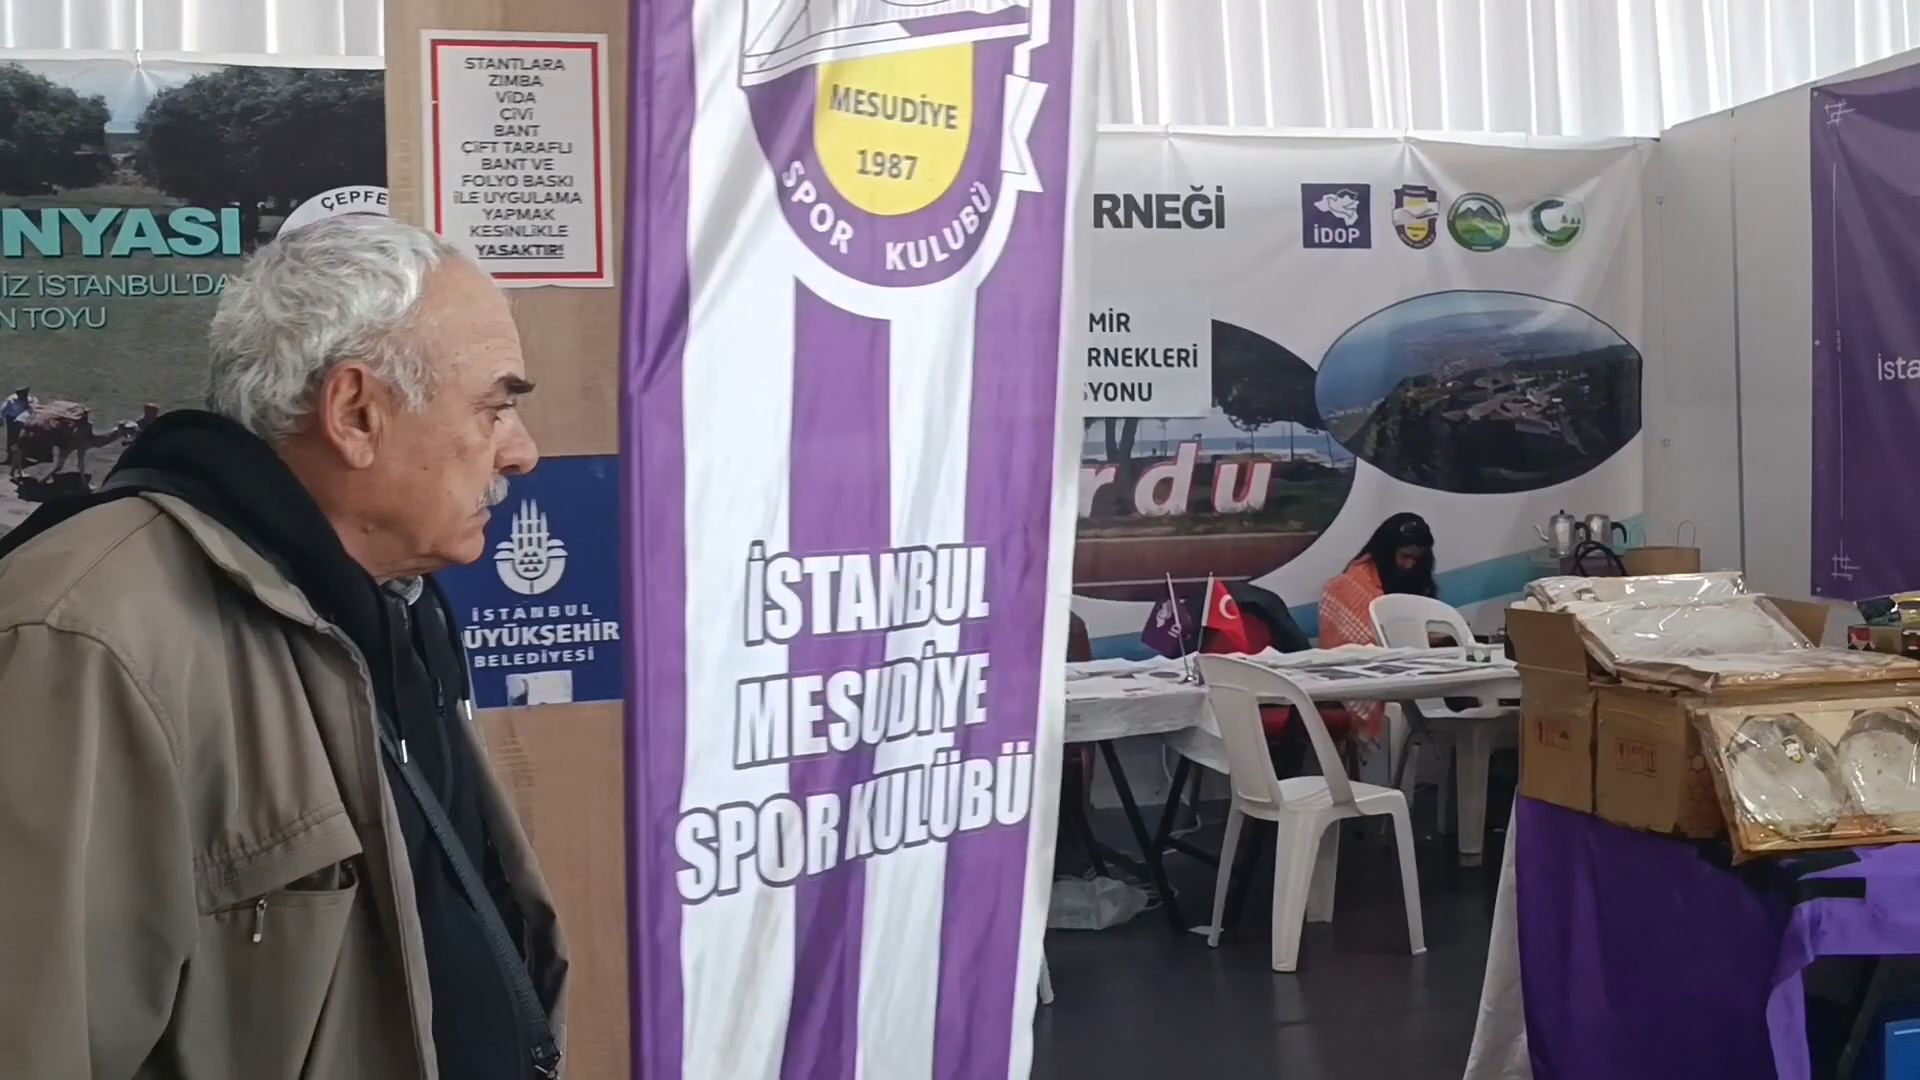 NYASI
İZ İSTANBUL'DA
N TOYU
ÇEPFE
STANTLARA
ZIMBA
VİDA
ÇİVİ
BANT
ÇİFT TARAFLI
BANT VE
FOLYO BASKI
İLE UYGULAMA
YAPMAK
KESİNLİKLE
YASAKTIR!
İSTANBUL
ÜYÜKŞEHİR
BELEDİYESİ
MESUDİYE
1987
SPOR KULUBÜ
İSTANBUL
MESUDİYE
SPOR KULÜBÜ
RNEĞİ
İDOP
MİR
RNEKLERİ
SYONU
rdu
İsta